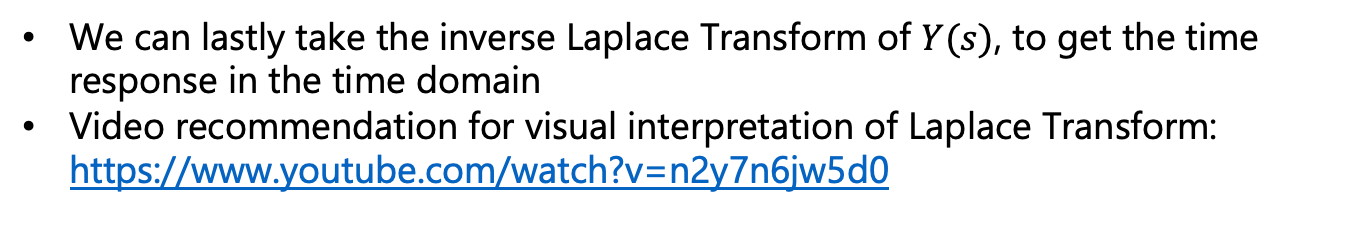 • We can lastly take the inverse Laplace Transform of Y(s), to get the time
response in the time domain
• Video recommendation for visual interpretation of Laplace Transform:
https://www.youtube.com/watch?v=n2y7n6jw5d0